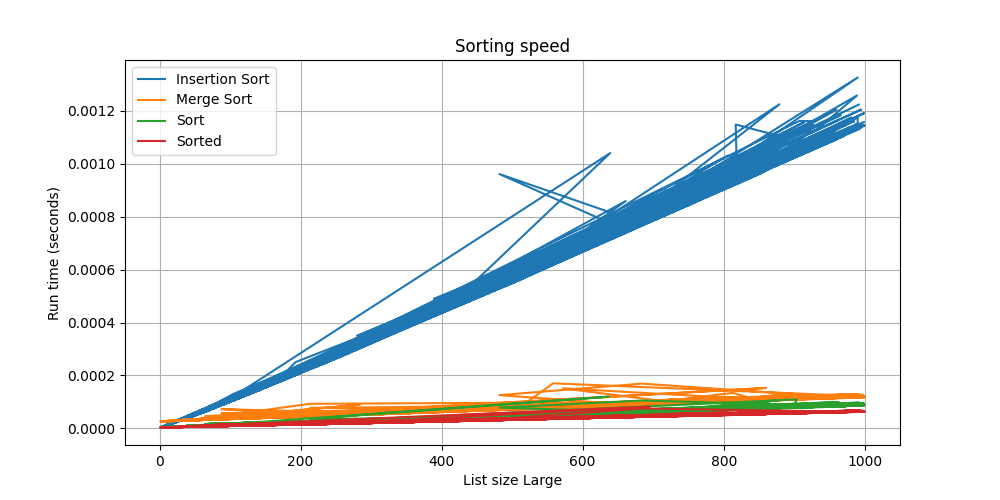 Sorting speed
Insertion Sort
Merge Sort
Sort
Sorted
Run time (seconds)
0.0012
0.0010
0.0008
0.0006
0.0004
0.0002
0.0000
0 200 400 600 800 1000
List size Large